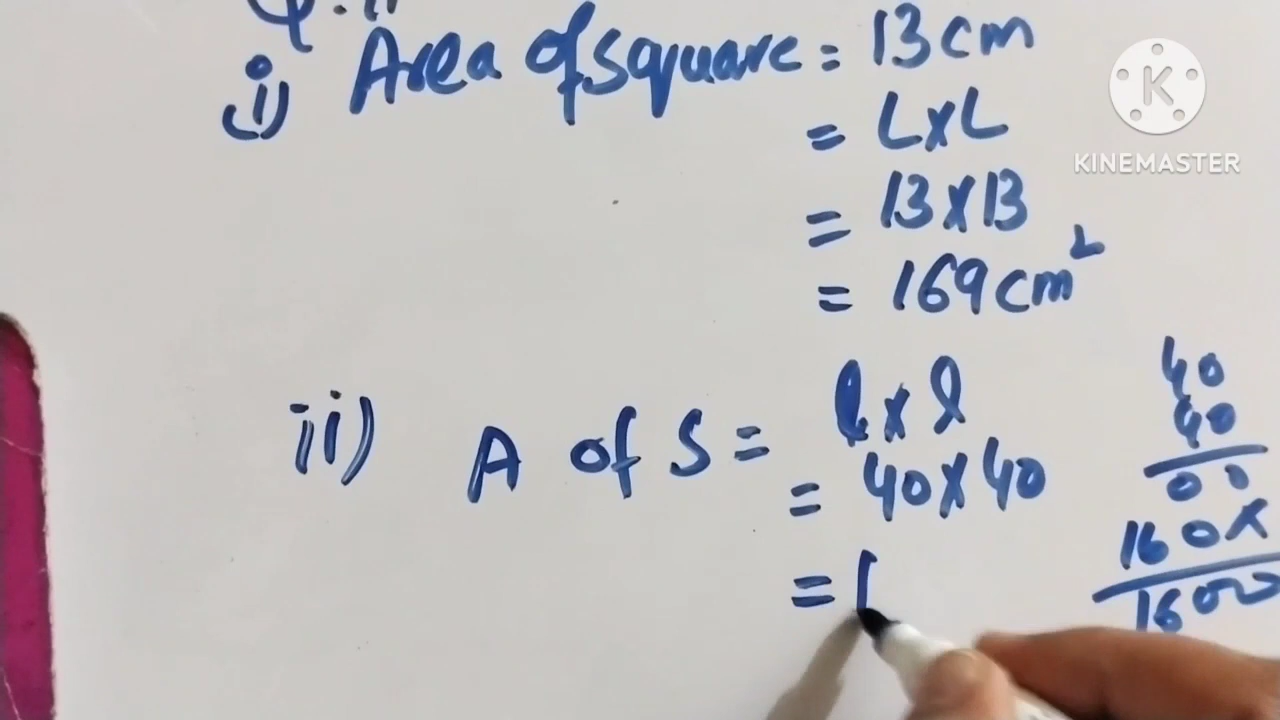 i) Area of square = 13 cm
= L x L
= 13 x 13
= 169 cm²
ii) A of S = l x l
= 40 x 40
=
40
40
00
160x
1600
K
KINEMASTER